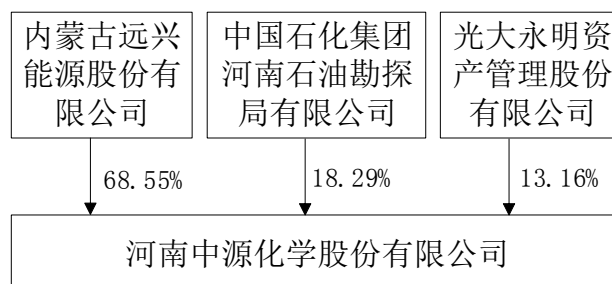 内蒙古远兴
能源股份有
限公司
中国石化集团
河南石油勘探
局有限公司
光大永明资
产管理股份
有限公司
68.55%
18.29%
13.16%
河南中源化学股份有限公司